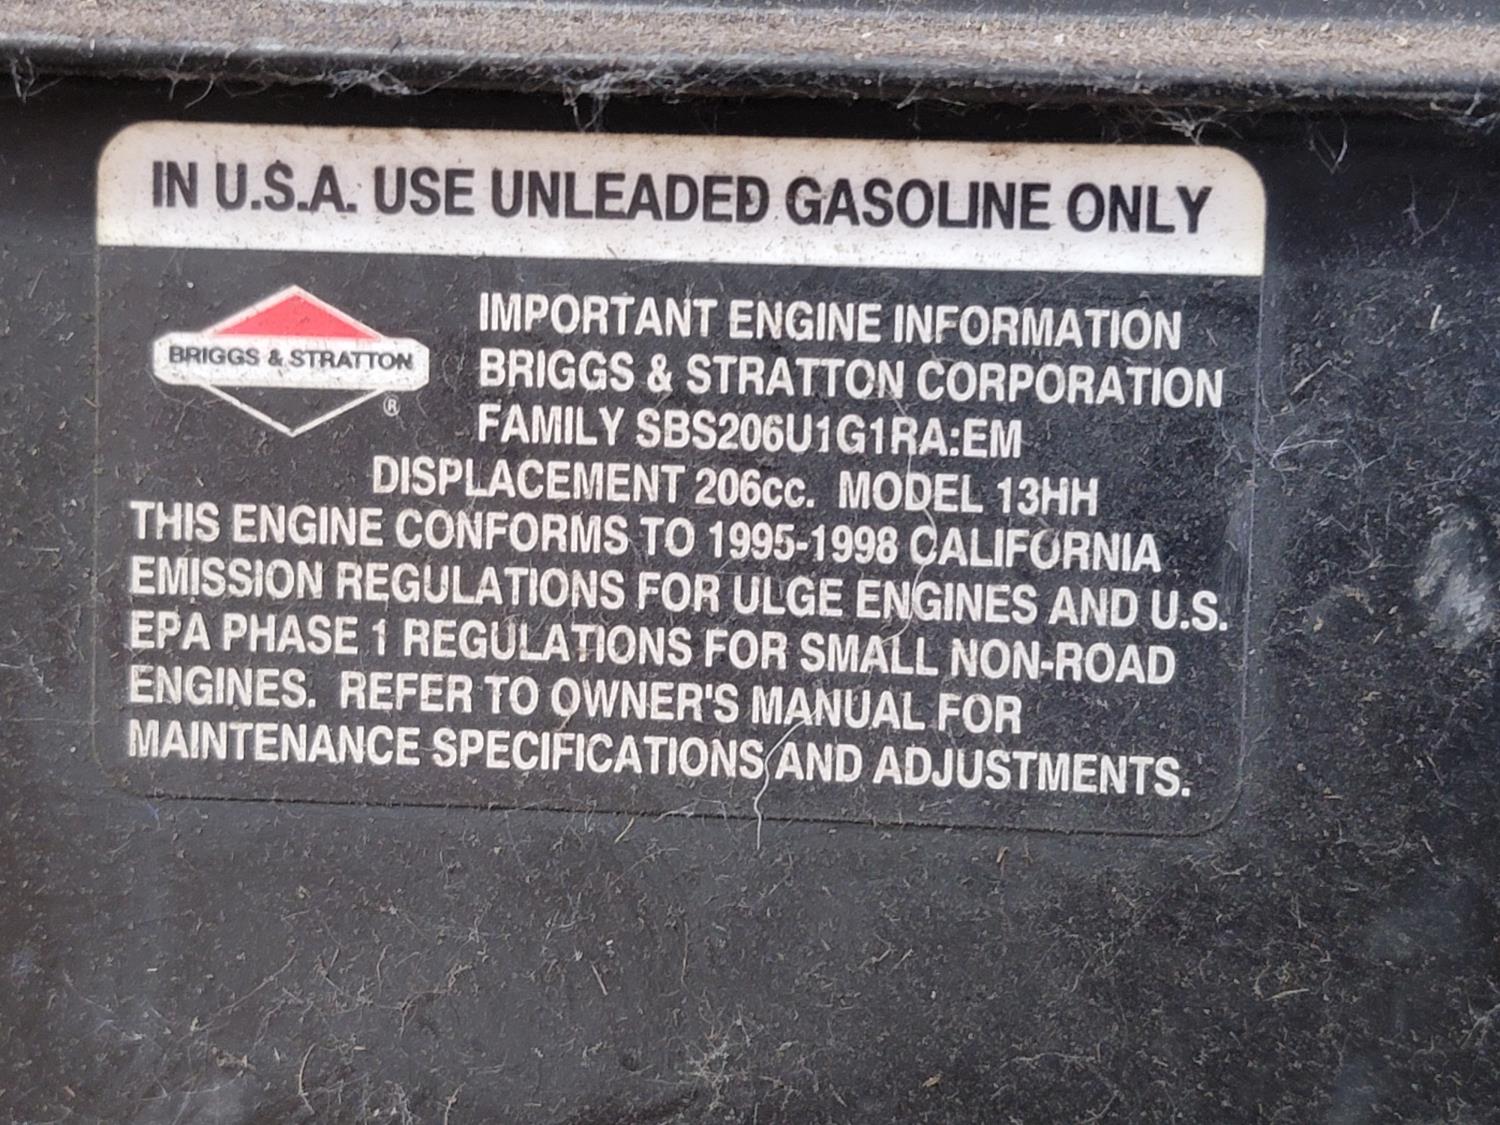 IN U.S.A. USE UNLEADED GASOLINE ONLY
BRIGGS & STRATTON
®
IMPORTANT ENGINE INFORMATION
BRIGGS & STRATTON CORPORATION
FAMILY SBS206U1G1RA:EM
DISPLACEMENT 206cc. MODEL 13HH
THIS ENGINE CONFORMS TO 1995-1998 CALIFORNIA
EMISSION REGULATIONS FOR ULGE ENGINES AND U.S.
EPA PHASE 1 REGULATIONS FOR SMALL NON-ROAD
ENGINES. REFER TO OWNER'S MANUAL FOR
MAINTENANCE SPECIFICATIONS AND ADJUSTMENTS.